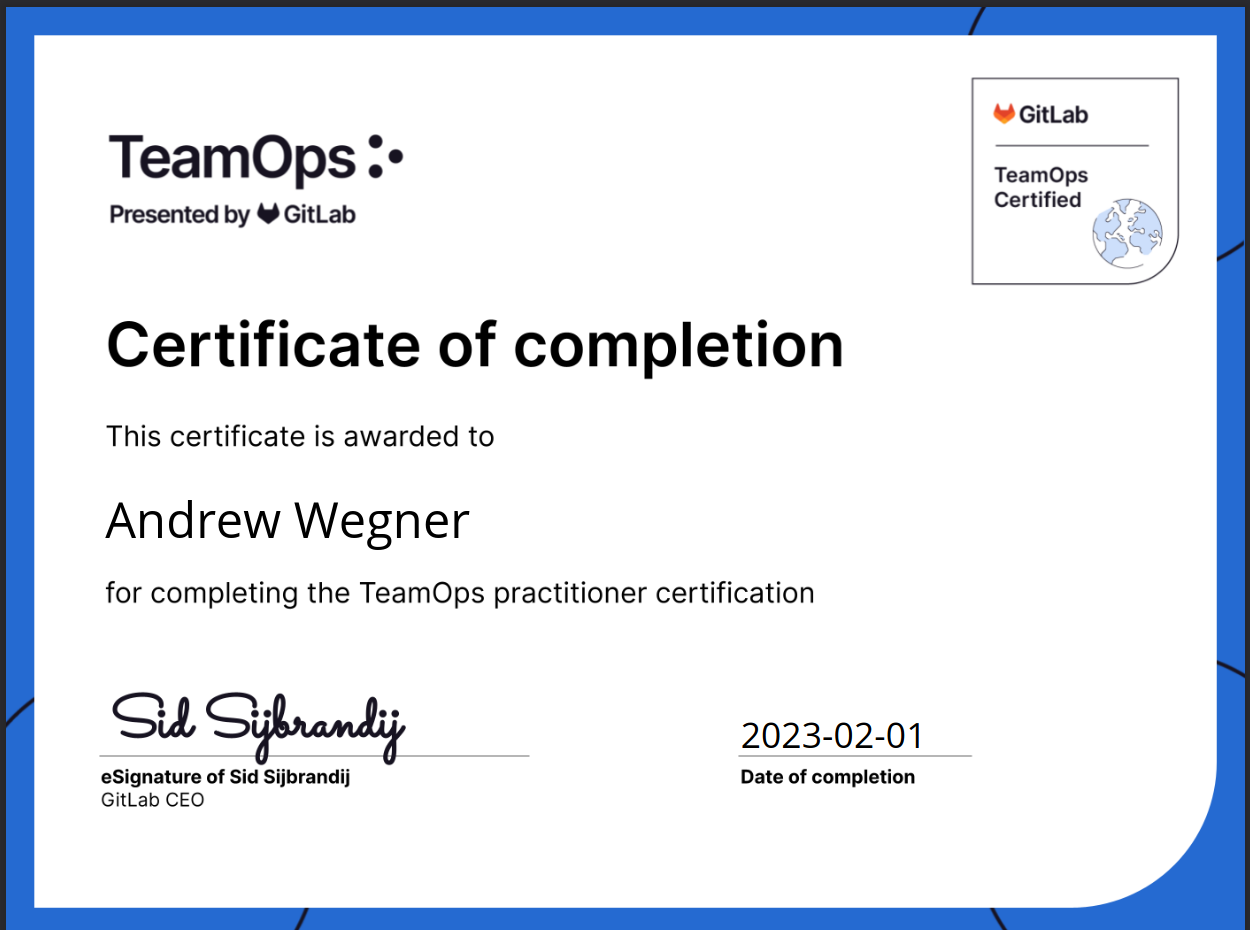 TeamOps
Presented by GitLab
GitLab
TeamOps
Certified
Certificate of completion
This certificate is awarded to
Andrew Wegner
for completing the TeamOps practitioner certification
Sid Sijbrandij
eSignature of Sid Sijbrandij
GitLab CEO
2023-02-01
Date of completion